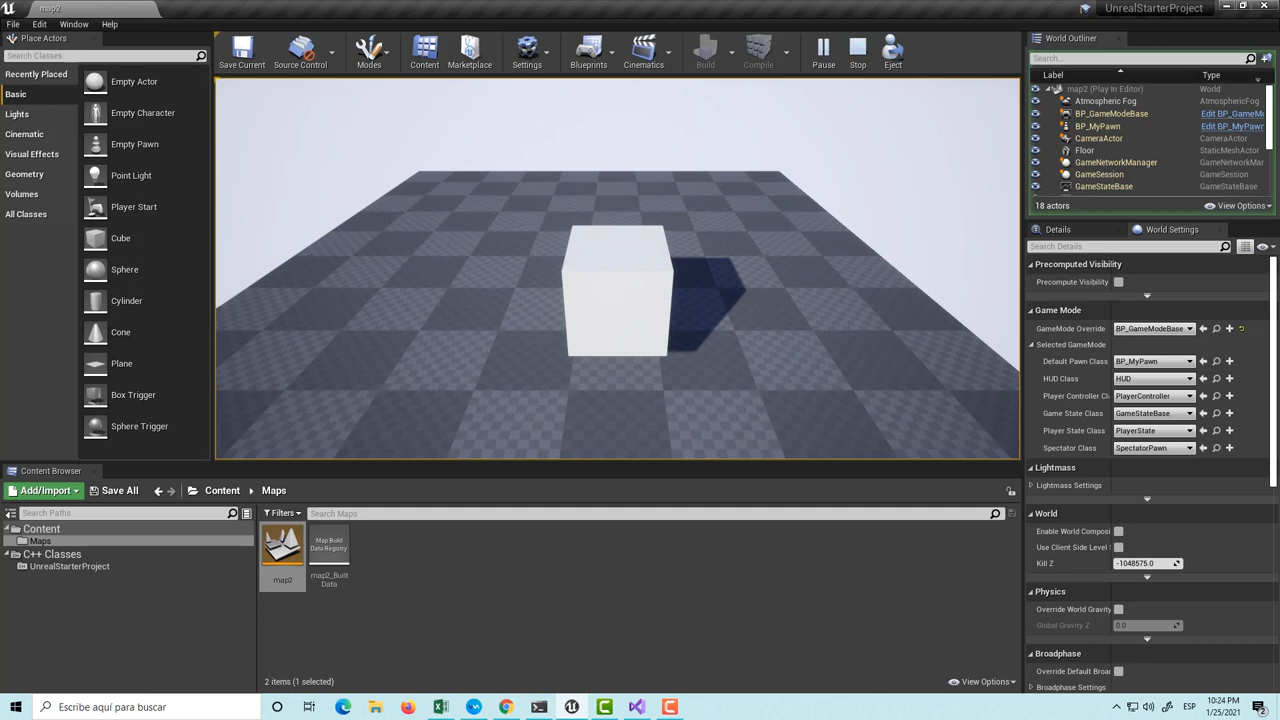 map2
UnrealStarterProject
File Edit Window Help
Place Actors
Search Classes
Recently Placed
Basic
Lights
Cinematic
Visual Effects
Geometry
Volumes
All Classes
Empty Actor
Empty Character
Empty Pawn
Point Light
Player Start
Cube
Sphere
Cylinder
Cone
Plane
Box Trigger
Sphere Trigger
Save Current
Source Control
Modes
Content
Marketplace
Settings
Blueprints
Cinematics
Build
Compile
Pause
Stop
Eject
World Outliner
Search...
Label Type
map2 (Play In Editor) World
Atmospheric Fog AtmosphericFog
BP_GameModeBase Edit BP_GameMo
BP_MyPawn Edit BP_MyPawn
CameraActor CameraActor
Floor StaticMeshActor
GameNetworkManager GameNetworkMar
GameSession GameSession
GameStateBase GameStateBase
18 actors View Options
Details World Settings
Search Details
Precomputed Visibility
Precompute Visibility
Game Mode
GameMode Override BP_GameModeBase
Selected GameMode
Default Pawn Class BP_MyPawn
HUD Class HUD
Player Controller Cl PlayerController
Game State Class GameStateBase
Player State Class PlayerState
Spectator Class SpectatorPawn
Lightmass
Lightmass Settings
World
Enable World Composi
Use Client Side Level
Kill Z -1048575.0
Physics
Override World Gravity
Global Gravity Z 0.0
Broadphase
Override Default Broad
Broadphase Settings
Content Browser
Add/Import Save All Content Maps
Search Paths
Filters Search Maps
Content
Maps
C++ Classes
UnrealStarterProject
map2
Map Build
Data Registry
map2_Built
Data
2 items (1 selected) View Options
Escribe aquí para buscar
ESP
10:24 PM
1/25/2021
2